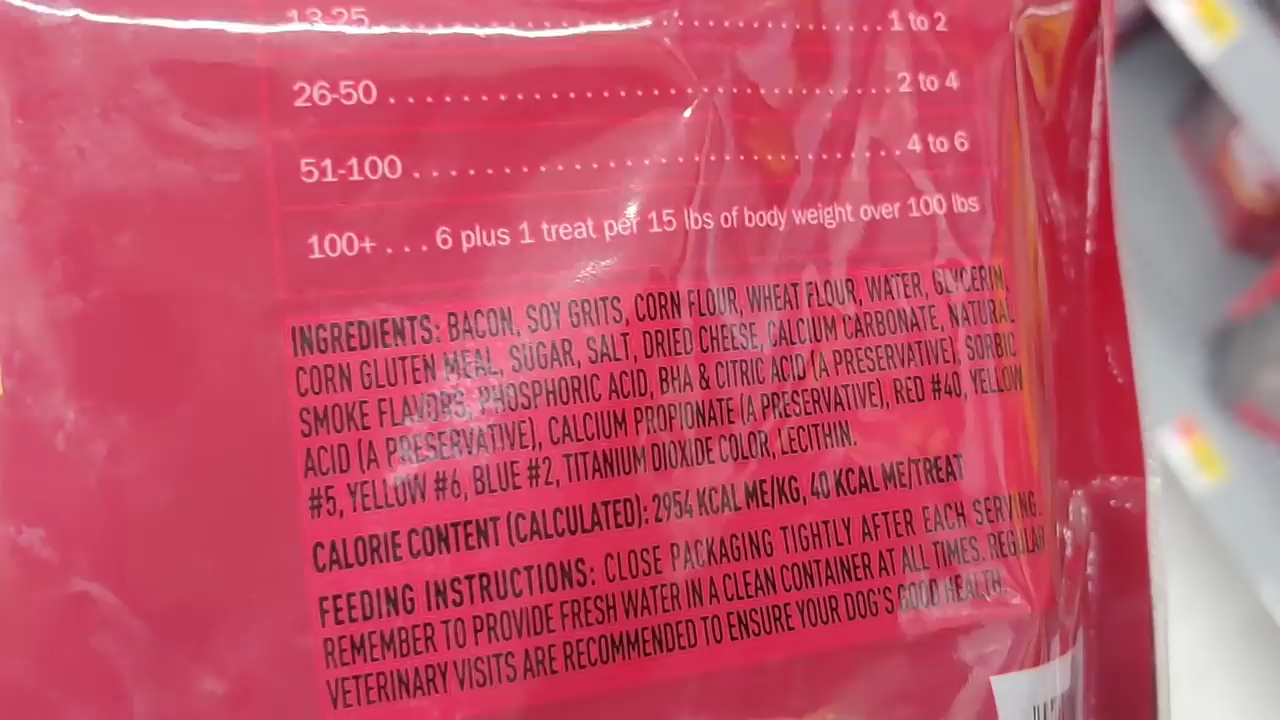 13-25 ... 1 to 2
26-50 ... 2 to 4
51-100 ... 4 to 6
100+ ... 6 plus 1 treat per 15 lbs of body weight over 100 lbs
INGREDIENTS: BACON, SOY GRITS, CORN FLOUR, WHEAT FLOUR, WATER, GLYCERIN,
CORN GLUTEN MEAL, SUGAR, SALT, DRIED CHEESE, CALCIUM CARBONATE, NATURAL
SMOKE FLAVORS, PHOSPHORIC ACID, BHA & CITRIC ACID (A PRESERVATIVE), SORBIC
ACID (A PRESERVATIVE), CALCIUM PROPIONATE (A PRESERVATIVE), RED #40, YELLOW
#5, YELLOW #6, BLUE #2, TITANIUM DIOXIDE COLOR, LECITHIN.
CALORIE CONTENT (CALCULATED): 2954 KCAL ME/KG, 40 KCAL ME/TREAT
FEEDING INSTRUCTIONS: CLOSE PACKAGING TIGHTLY AFTER EACH SERVING.
REMEMBER TO PROVIDE FRESH WATER IN A CLEAN CONTAINER AT ALL TIMES. REGULAR
VETERINARY VISITS ARE RECOMMENDED TO ENSURE YOUR DOG'S GOOD HEALTH.